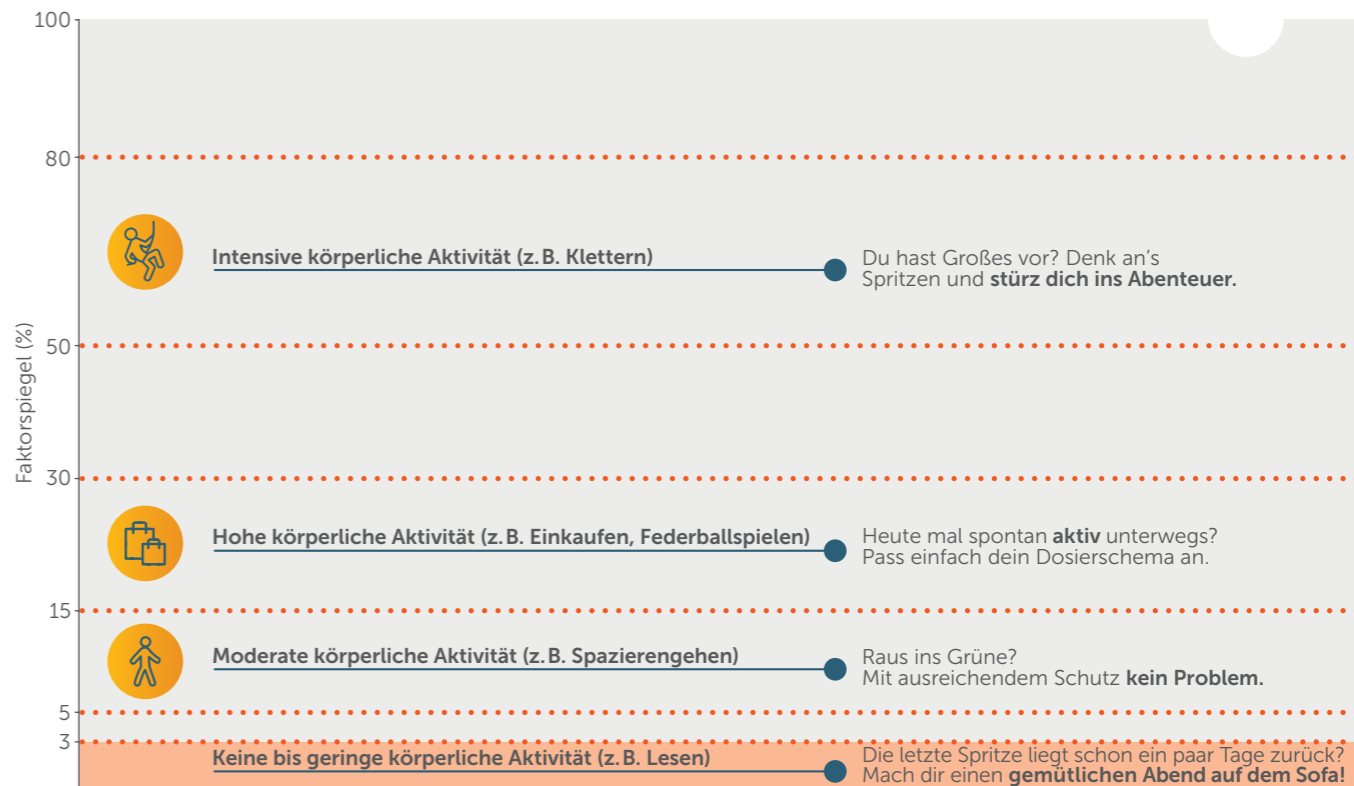 100
80
Intensive körperliche Aktivität (z. B. Klettern)
Du hast Großes vor? Denk an's
Spritzen und stürz dich ins Abenteuer.
Faktorspiegel (%)
50
30
Hohe körperliche Aktivität (z. B. Einkaufen, Federballspielen)
Heute mal spontan aktiv unterwegs?
Pass einfach dein Dosierschema an.
15
Moderate körperliche Aktivität (z. B. Spazierengehen)
Raus ins Grüne?
Mit ausreichendem Schutz kein Problem.
5
3
Keine bis geringe körperliche Aktivität (z. B. Lesen)
Die letzte Spritze liegt schon ein paar Tage zurück?
Mach dir einen gemütlichen Abend auf dem Sofa!